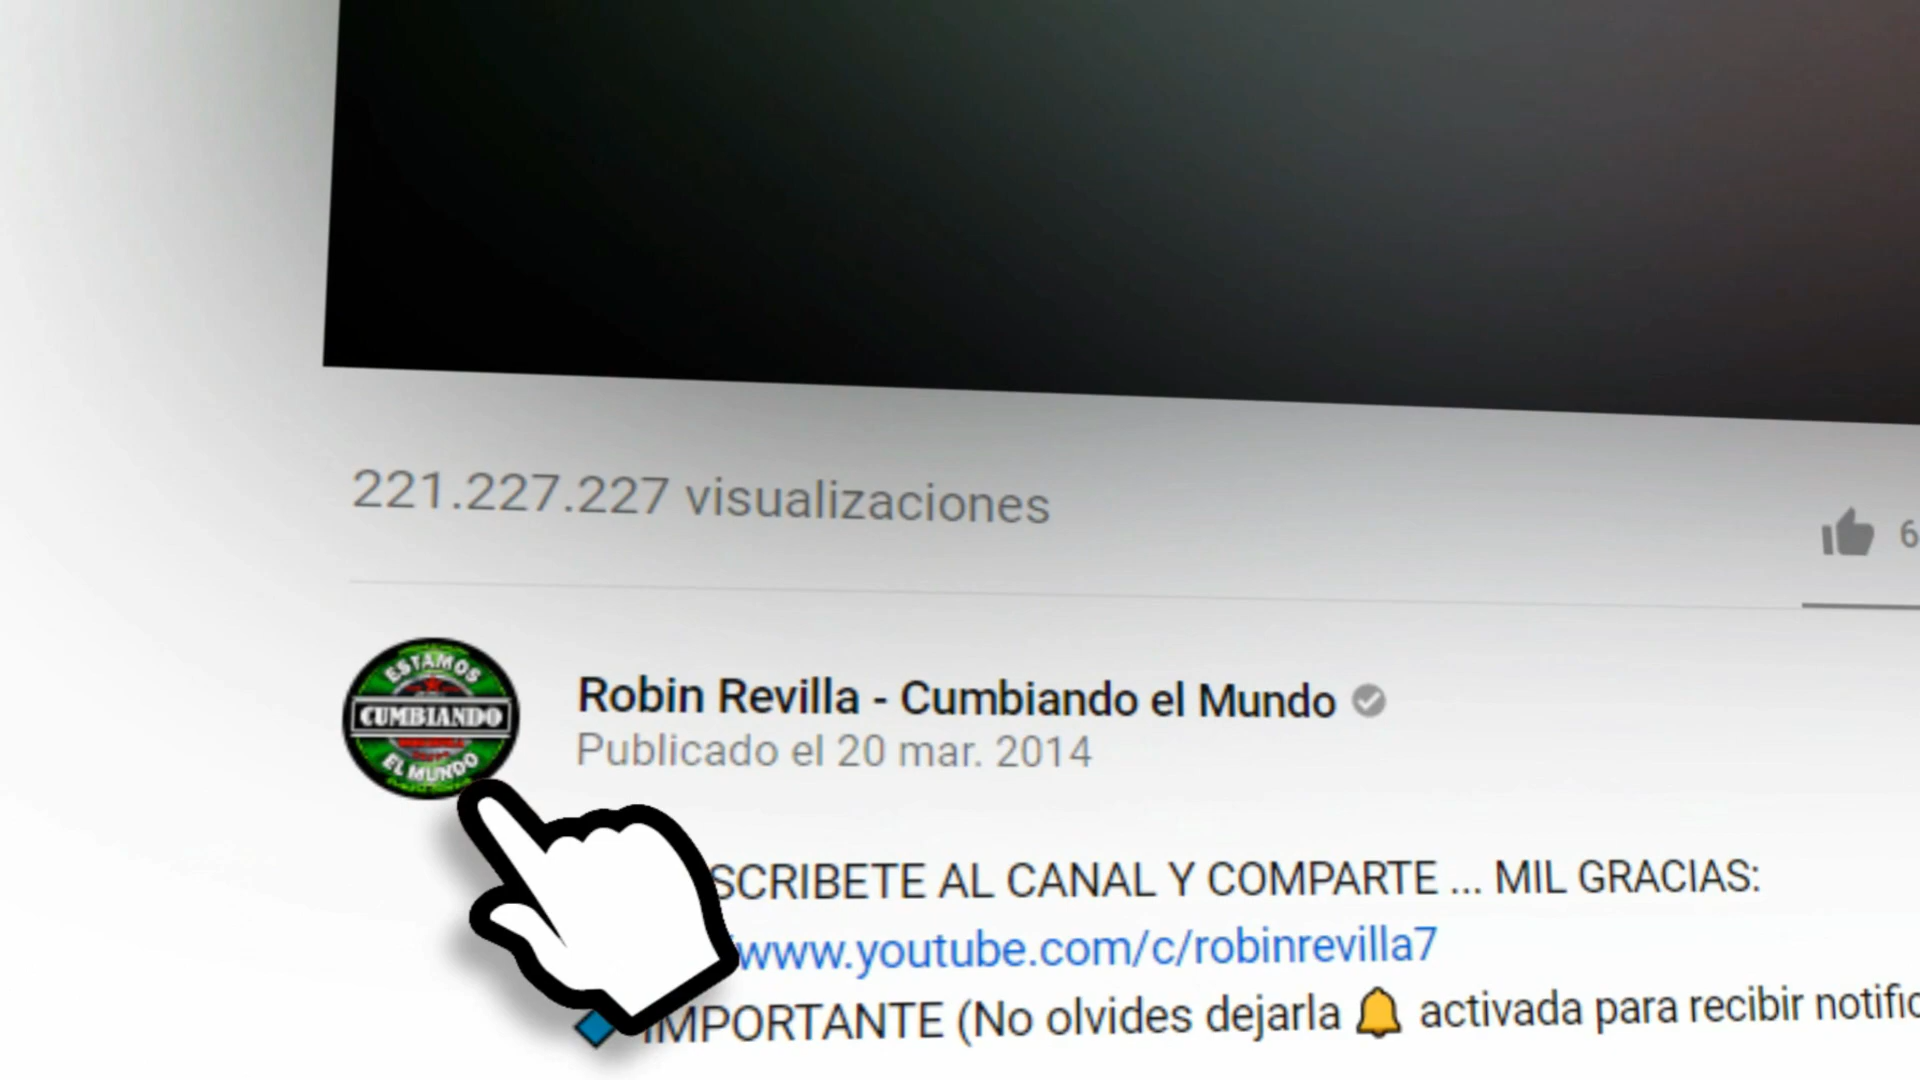 221.227.227 visualizaciones
6
ESTAMOS
CUMBIANDO
EL MUNDO
Robin Revilla - Cumbiando el Mundo
Publicado el 20 mar. 2014
SCRIBETE AL CANAL Y COMPARTE ... MIL GRACIAS:
www.youtube.com/c/robinrevilla7
IMPORTANTE (No olvides dejarla 🔔 activada para recibir notific